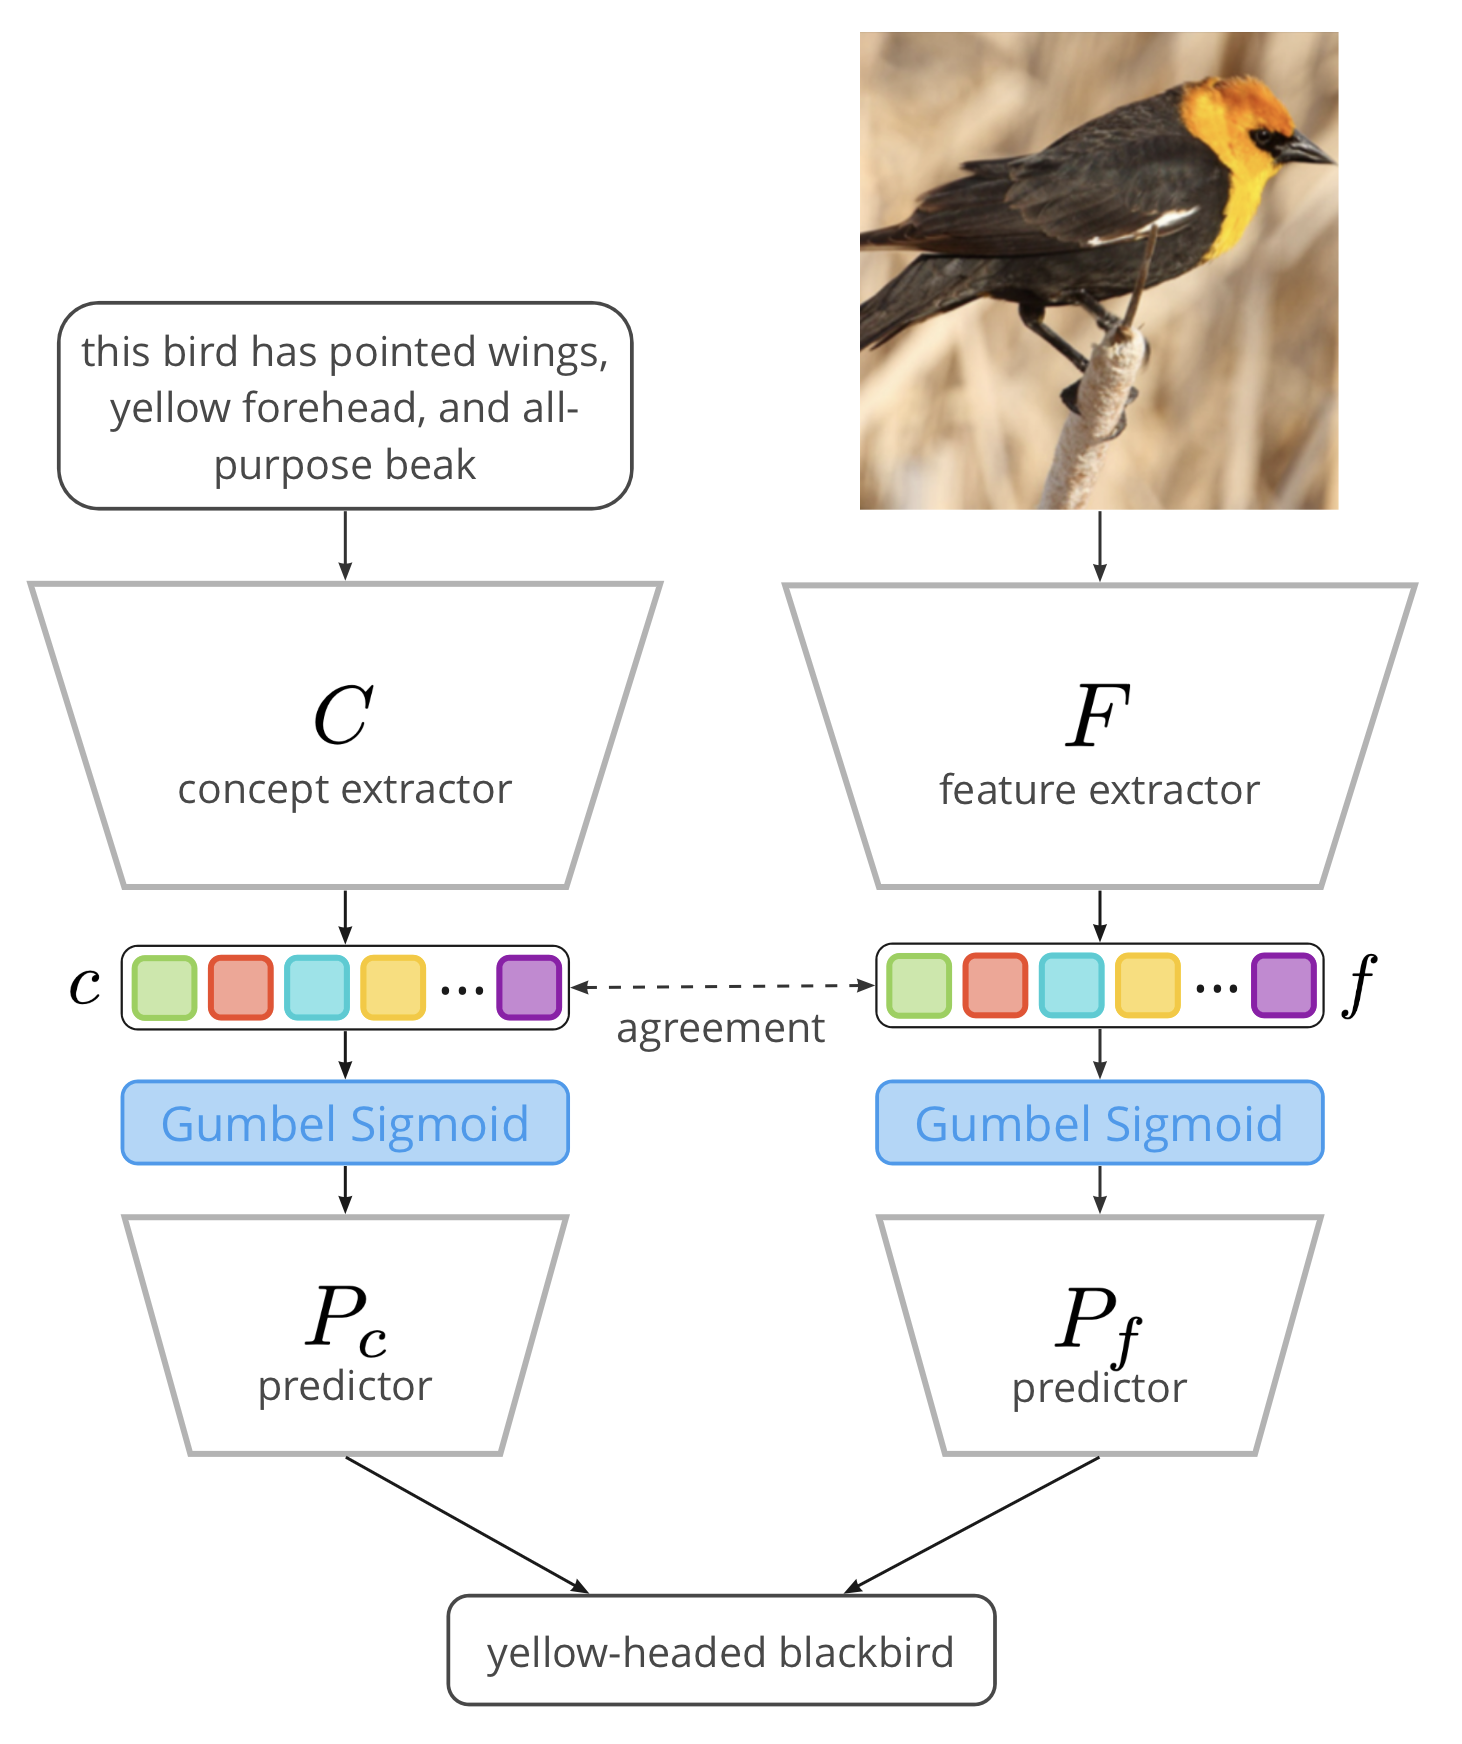 this bird has pointed wings,
yellow forehead, and all-
purpose beak
C
concept extractor
F
feature extractor
c
...
agreement
...
f
Gumbel Sigmoid
Gumbel Sigmoid
P_c
predictor
P_f
predictor
yellow-headed blackbird